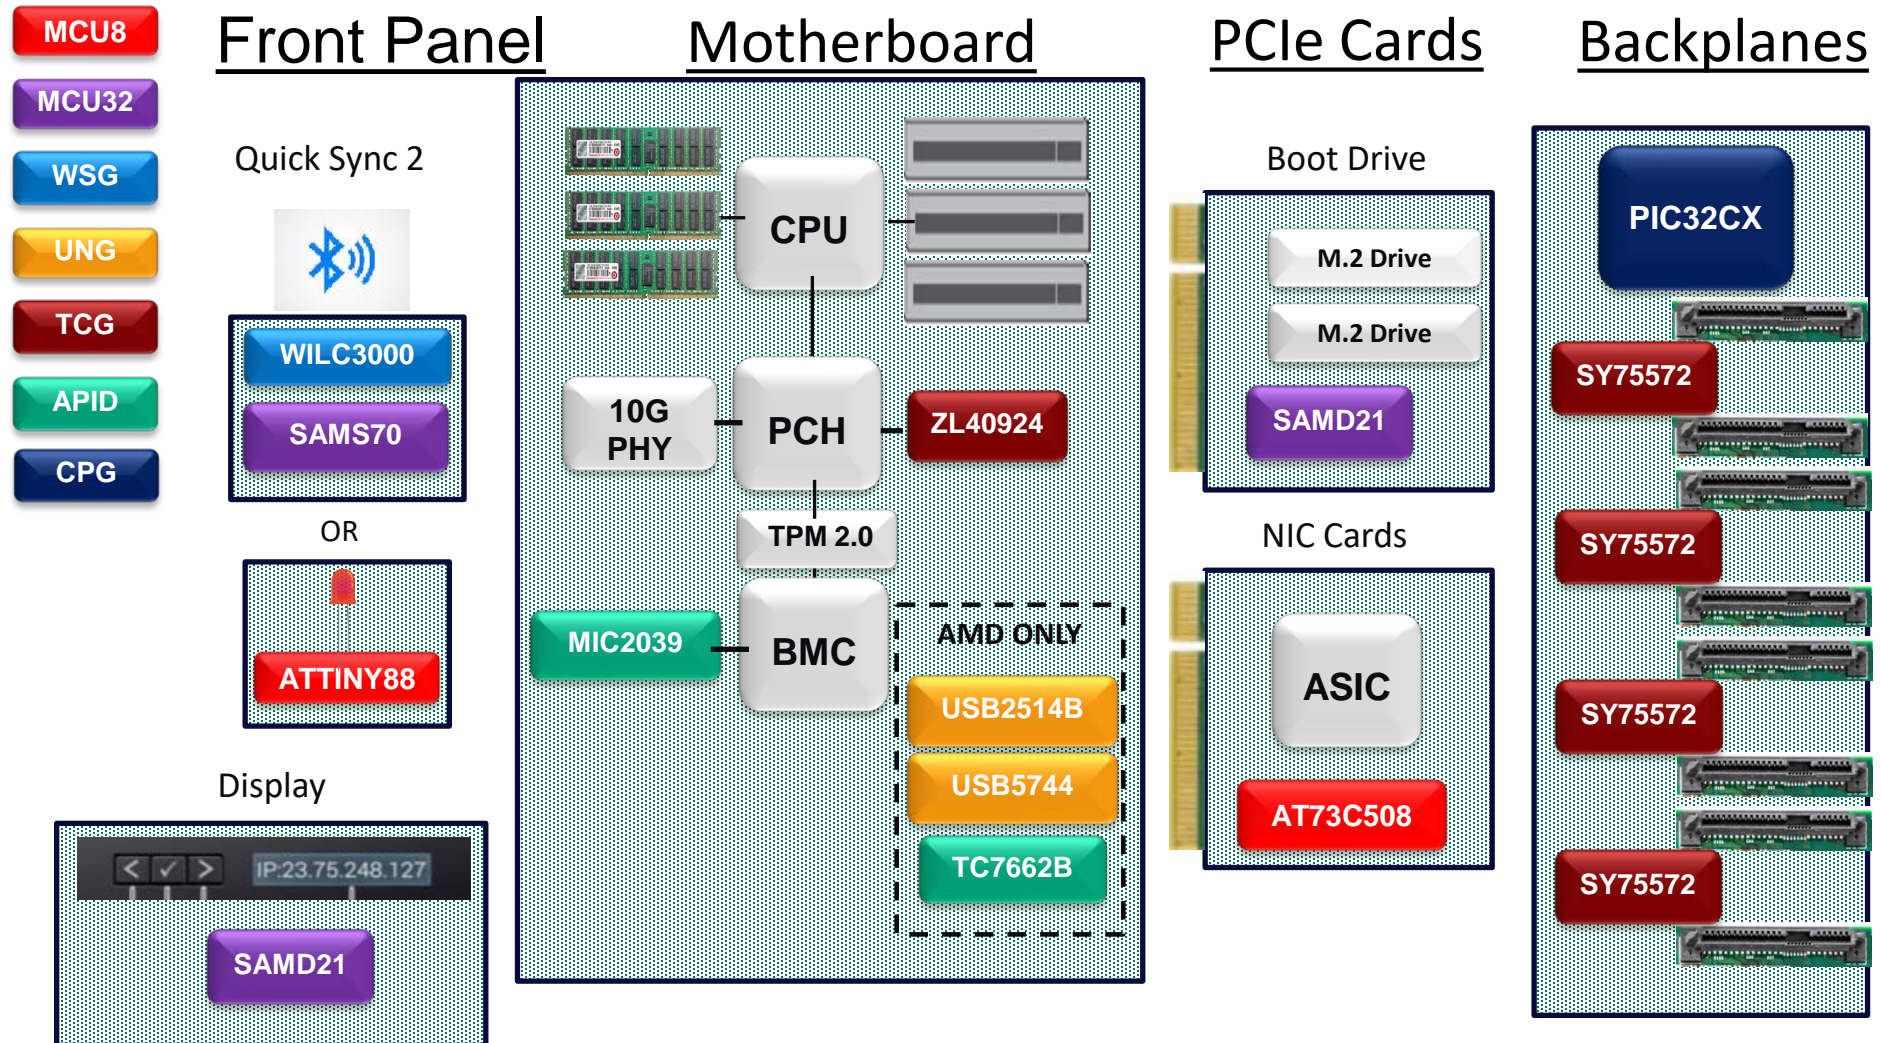 MCU8
MCU32
WSG
UNG
TCG
APID
CPG
Front Panel
Quick Sync 2
WILC3000
SAMS70
OR
ATTINY88
Display
IP:23.75.248.127
SAMD21
Motherboard
CPU
10G
PHY
PCH
ZL40924
TPM 2.0
MIC2039
BMC
AMD ONLY
USB2514B
USB5744
TC7662B
PCIe Cards
Boot Drive
M.2 Drive
M.2 Drive
SAMD21
NIC Cards
ASIC
AT73C508
Backplanes
PIC32CX
SY75572
SY75572
SY75572
SY75572